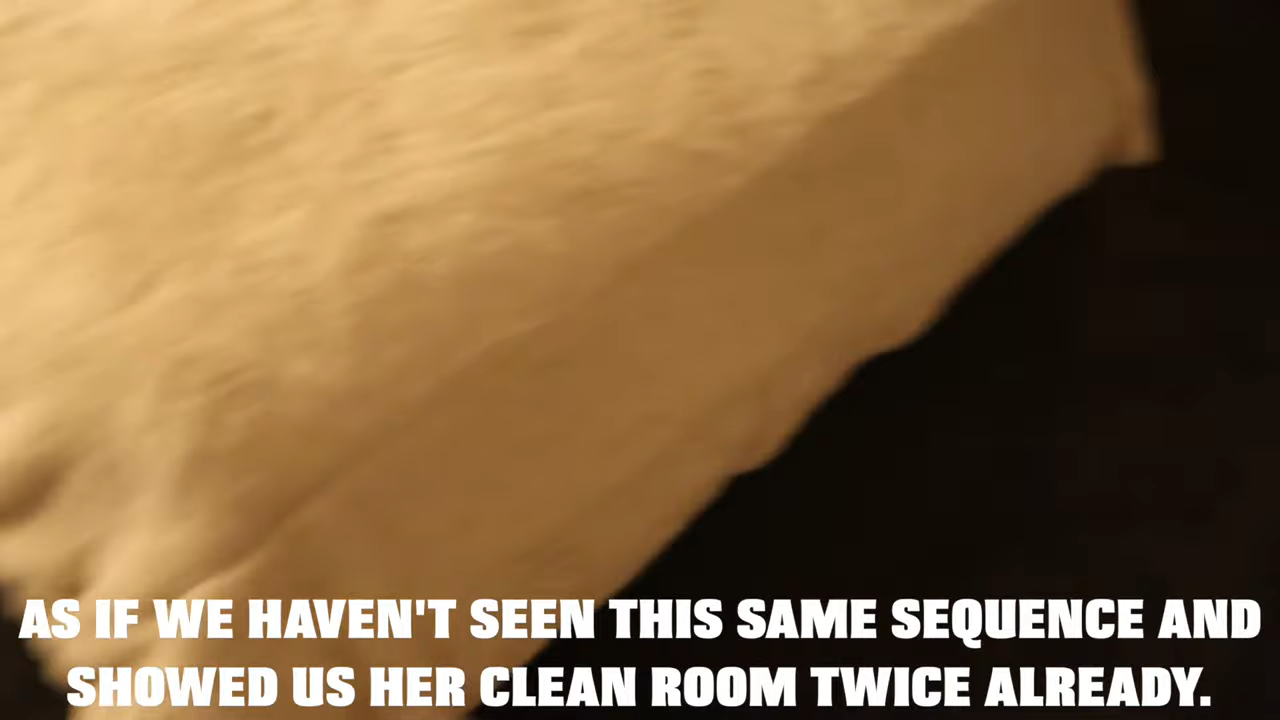 AS IF WE HAVEN'T SEEN THIS SAME SEQUENCE AND
SHOWED US HER CLEAN ROOM TWICE ALREADY.